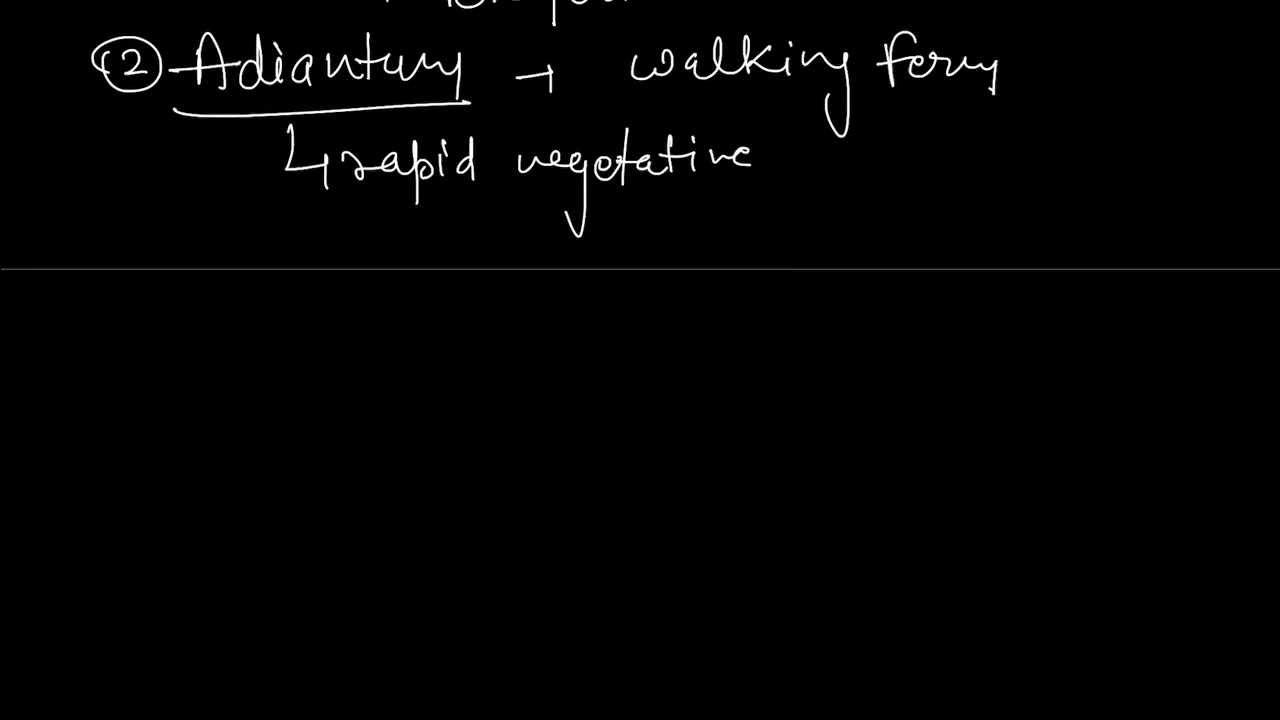 (2) Adiantum → walking fern
↳ rapid vegetative